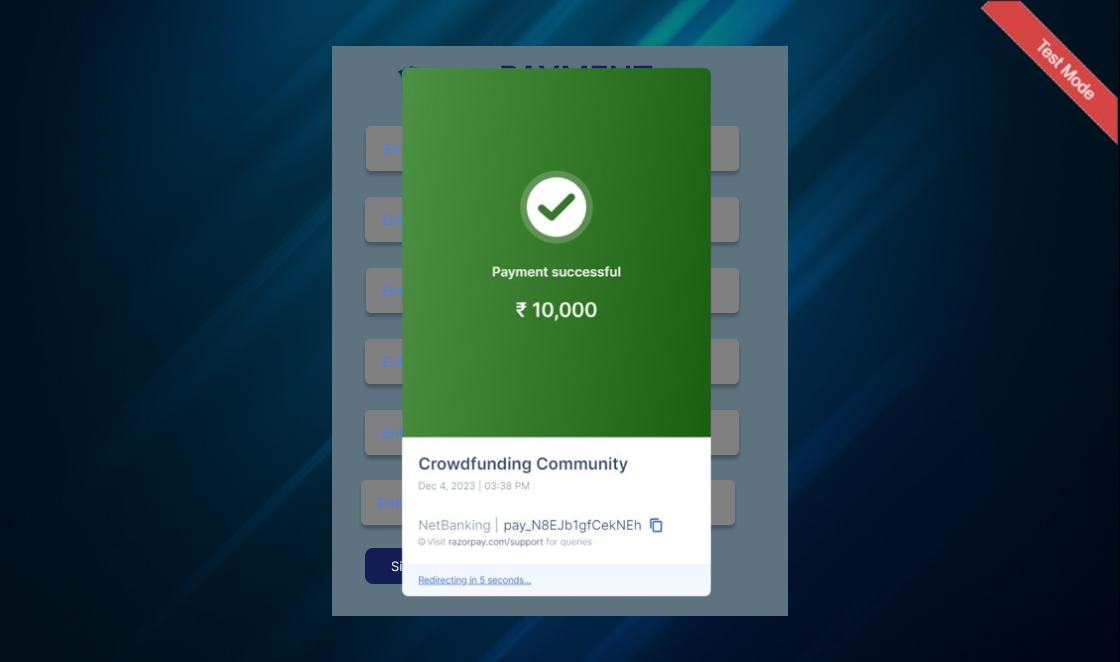 Test Mode
PAYMENT
Payment successful
₹ 10,000
Crowdfunding Community
Dec 4, 2023 | 03:38 PM
NetBanking | pay_N8EJb1gfCekNEh
Visit razorpay.com/support for queries
Redirecting in 5 seconds...